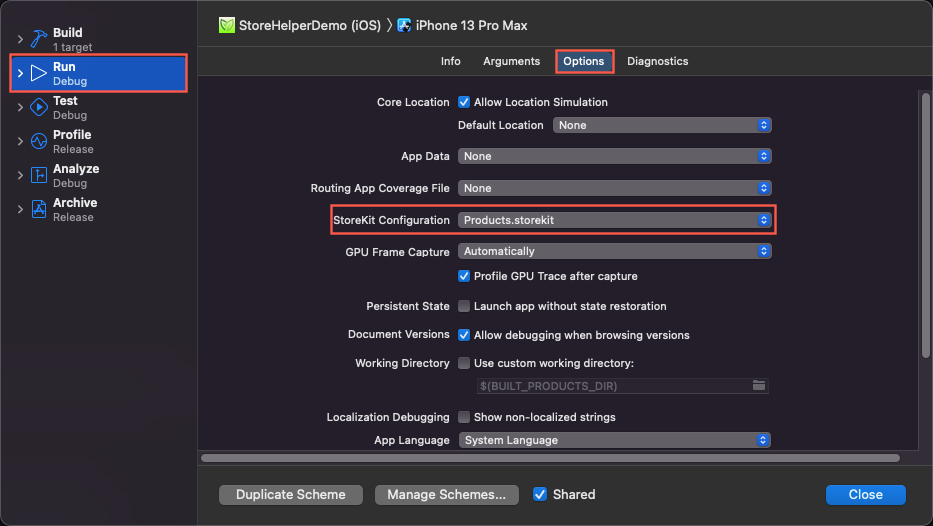 Build
1 target
Run
Debug
Test
Debug
Profile
Release
Analyze
Debug
Archive
Release
StoreHelperDemo (iOS) 〉 iPhone 13 Pro Max
Info Arguments Options Diagnostics
Core Location Allow Location Simulation
Default Location None
App Data None
Routing App Coverage File None
StoreKit Configuration Products.storekit
GPU Frame Capture Automatically
Profile GPU Trace after capture
Persistent State Launch app without state restoration
Document Versions Allow debugging when browsing versions
Working Directory Use custom working directory:
$(BUILT_PRODUCTS_DIR)
Localization Debugging Show non-localized strings
App Language System Language
Duplicate Scheme Manage Schemes... Shared Close